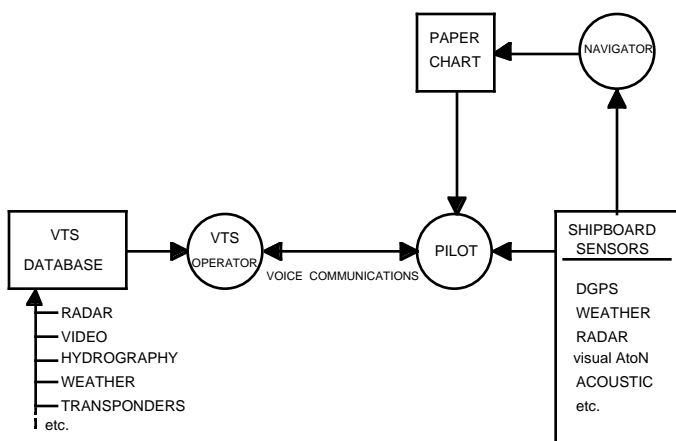 PAPER
CHART
NAVIGATOR
VTS
DATABASE
VTS
OPERATOR
VOICE COMMUNICATIONS
PILOT
SHIPBOARD
SENSORS
RADAR
VIDEO
HYDROGRAPHY
WEATHER
TRANSPONDERS
etc.
DGPS
WEATHER
RADAR
visual AtoN
ACOUSTIC
etc.